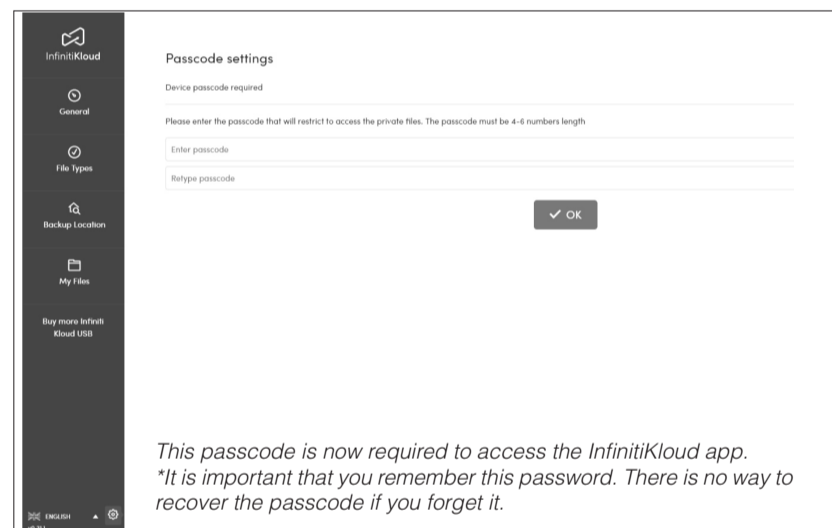 InfinitiKloud
General
File Types
Backup Location
My Files
Buy more Infiniti
Kloud USB
ENGLISH
Passcode settings
Device passcode required
Please enter the passcode that will restrict to access the private files. The passcode must be 4-6 numbers length
Enter passcode
Retype passcode
OK
This passcode is now required to access the InfinitiKloud app.
*It is important that you remember this password. There is no way to
recover the passcode if you forget it.